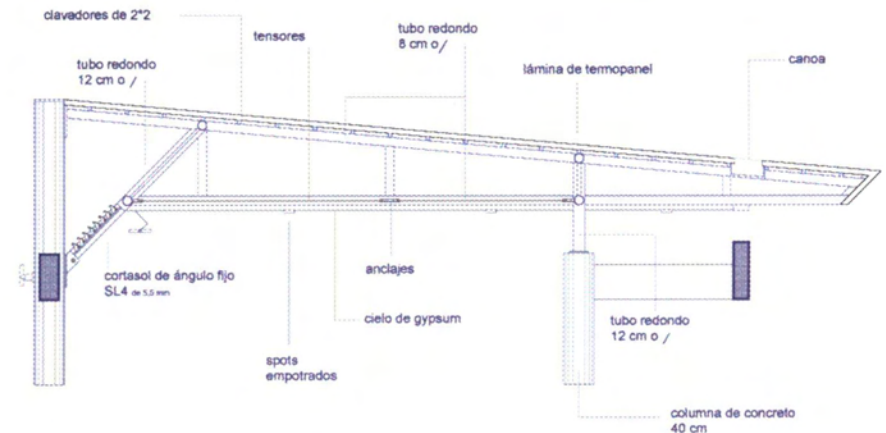 clavadores de 2*2
tensores
tubo redondo
8 cm o/
tubo redondo
12 cm o /
lámina de termopanel
canoa
cortasol de ángulo fijo
SL4 de 5,5 mm
anclajes
cielo de gypsum
spots
empotrados
tubo redondo
12 cm o /
columna de concreto
40 cm